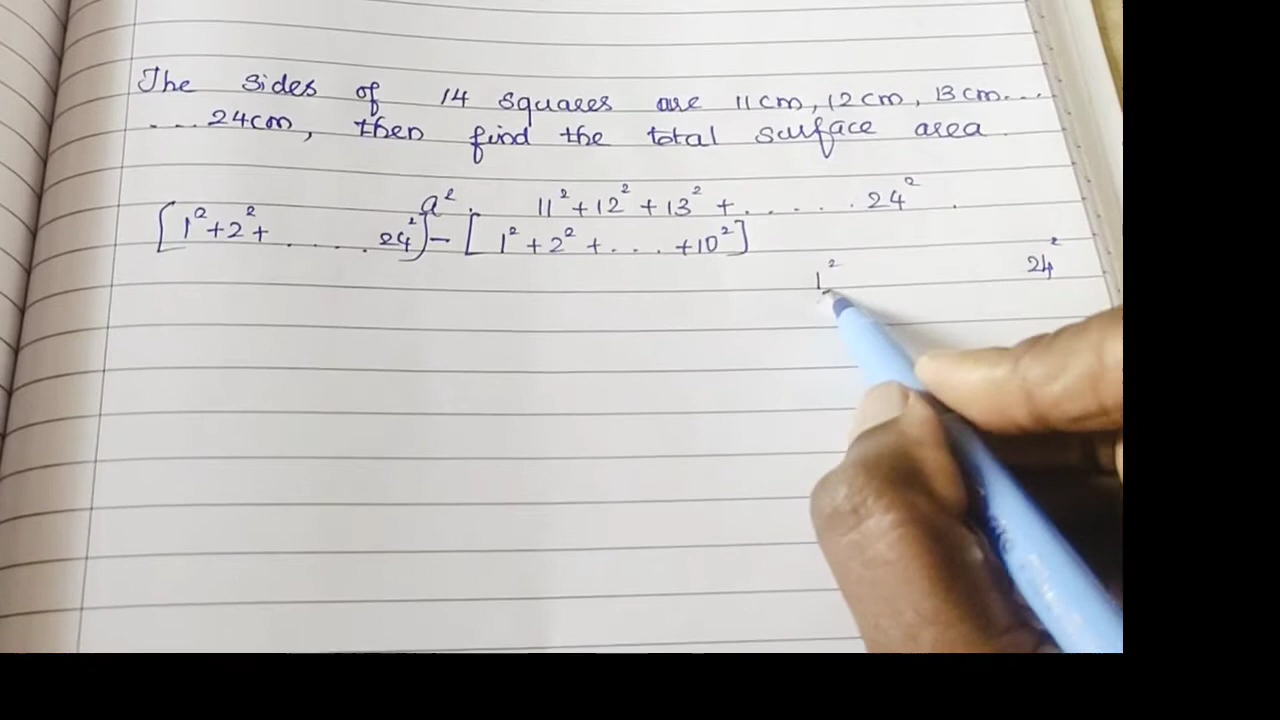 The sides of 14 squares are 11cm, 12cm, 13cm...
....24cm, then find the total surface area.
a². 11² + 12² + 13² + ...... 24².
[1² + 2² + ..... 24²] - [1² + 2² + .... + 10²]
1² 24²